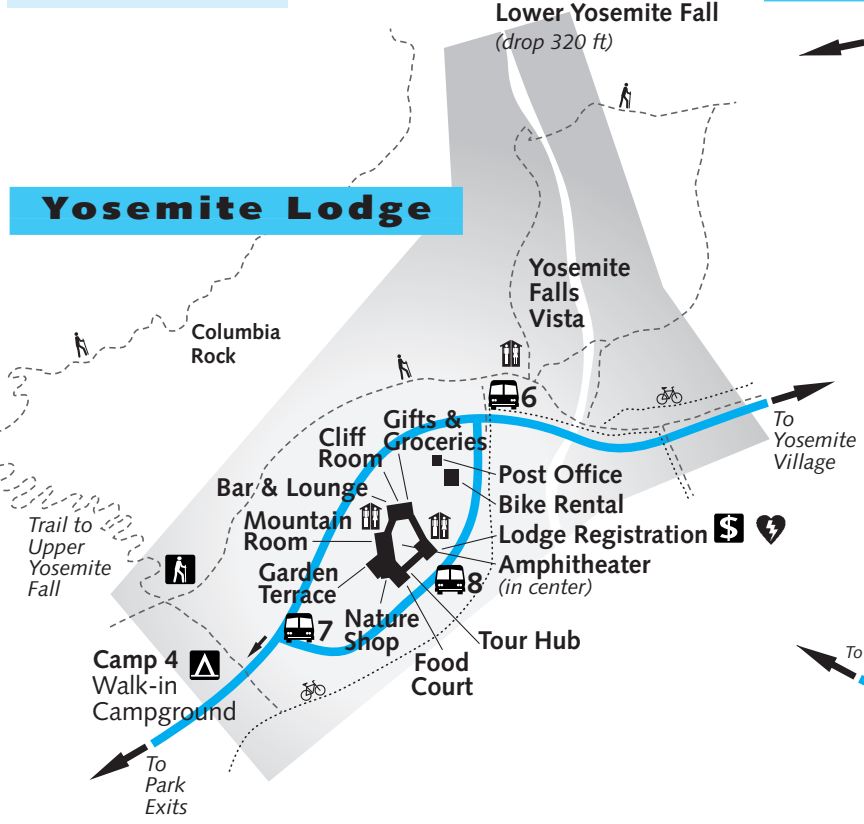 Lower Yosemite Fall
(drop 320 ft)
Yosemite Lodge
Yosemite
Falls
Vista
Columbia
Rock
6
To
Yosemite
Village
Gifts &
Groceries
Cliff
Room
Bar & Lounge
Mountain
Room
Garden
Terrace
Nature
Shop
Food
Court
Tour Hub
Post Office
Bike Rental
Lodge Registration $
Amphitheater
(in center)
8
7
Trail to
Upper
Yosemite
Fall
Camp 4
Walk-in
Campground
To
Park
Exits
To